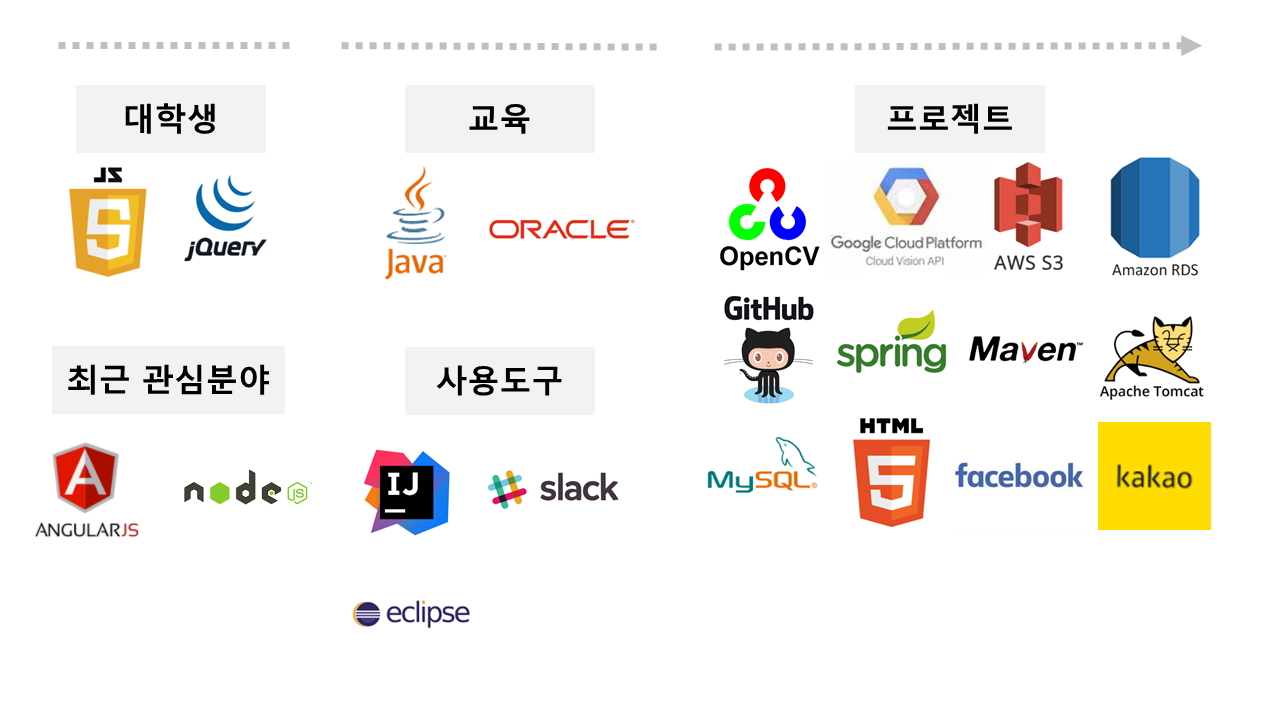 대학생
교육
프로젝트
JS
jQuery
Java
ORACLE
OpenCV
Google Cloud Platform
Cloud Vision API
AWS S3
Amazon RDS
GitHub
spring
Maven™
Apache Tomcat
최근 관심분야
사용도구
ANGULARJS
node
JS
IJ
slack
MySQL®
HTML
5
facebook
kakao
eclipse